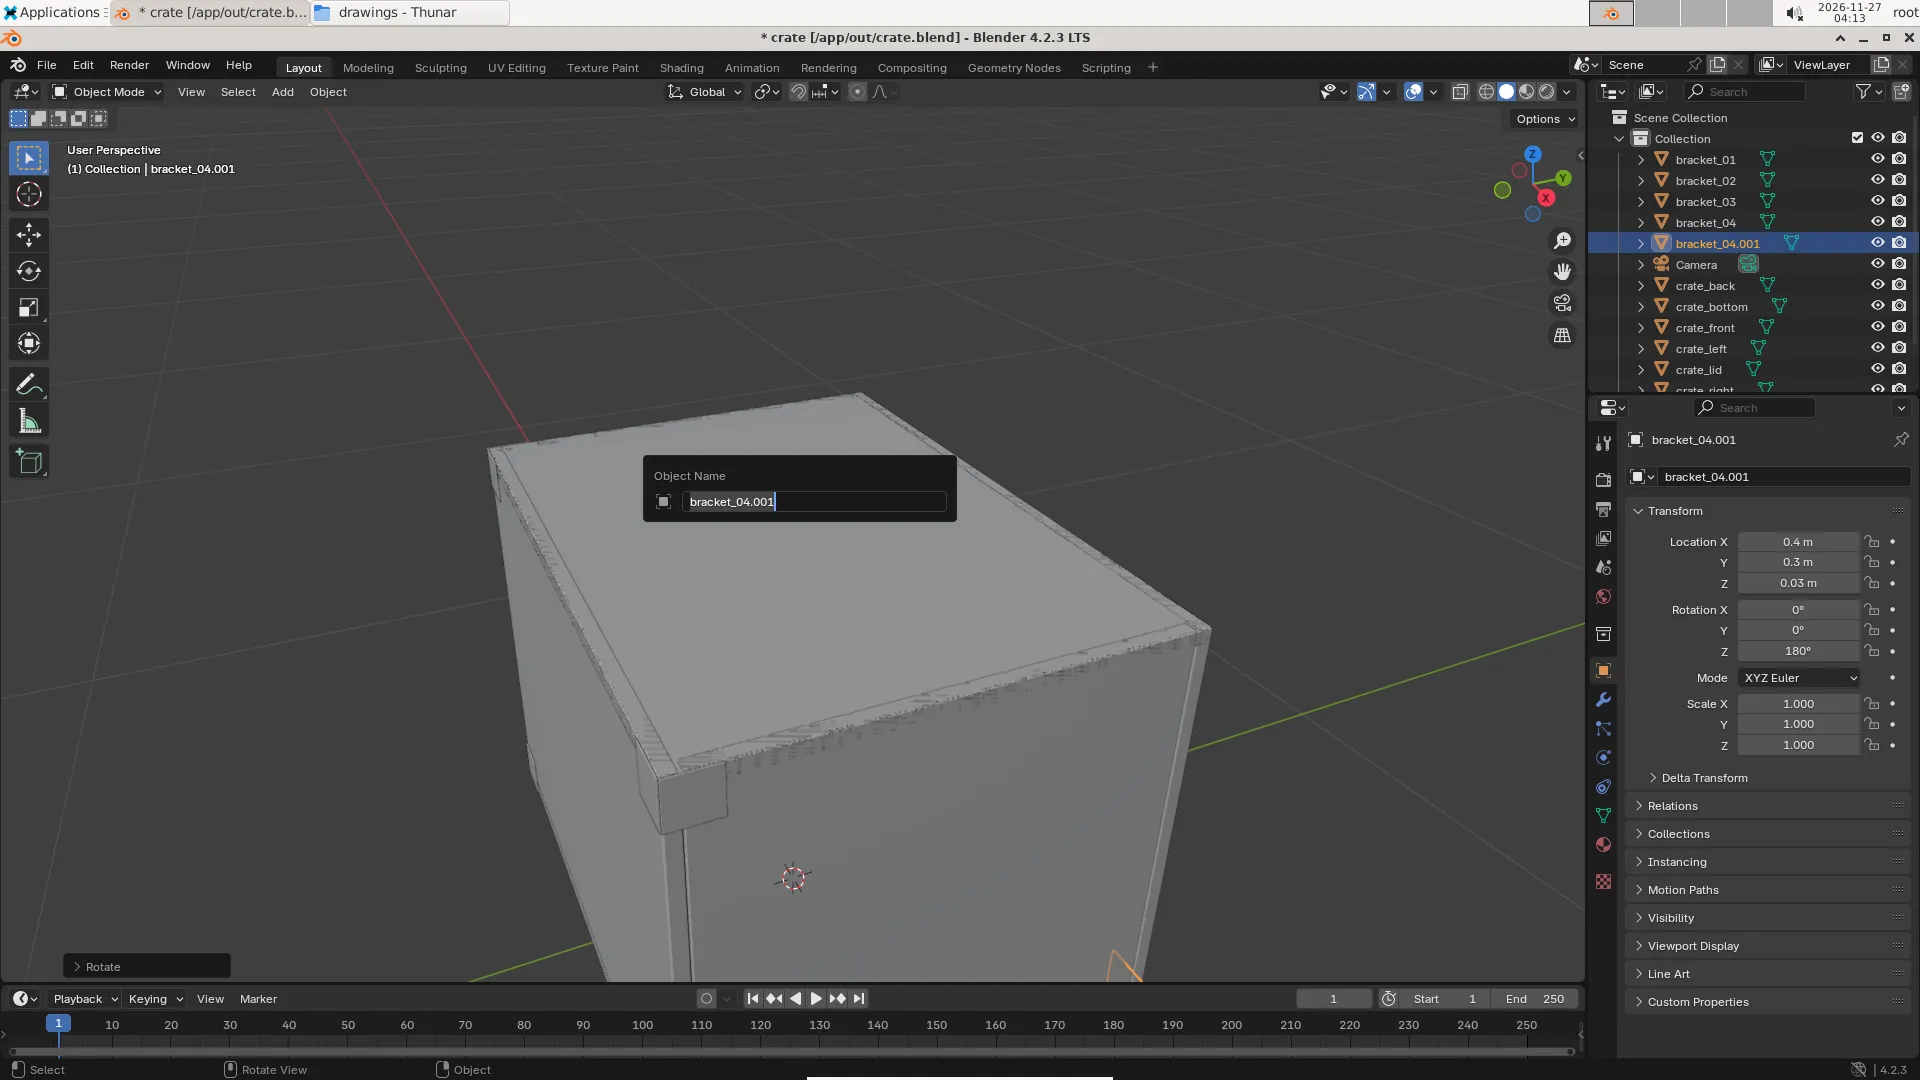 Applications
* crate [/app/out/crate.b...
drawings - Thunar
2026-11-27
04:13
root
* crate [/app/out/crate.blend] - Blender 4.2.3 LTS
File Edit Render Window Help
Layout Modeling Sculpting UV Editing Texture Paint Shading Animation Rendering Compositing Geometry Nodes Scripting
Scene
ViewLayer
Object Mode
View Select Add Object
Global
Search
Options
User Perspective
(1) Collection | bracket_04.001
Z
Y
X
Scene Collection
Collection
bracket_01
bracket_02
bracket_03
bracket_04
bracket_04.001
Camera
crate_back
crate_bottom
crate_front
crate_left
crate_lid
crate_right
Search
bracket_04.001
bracket_04.001
Object Name
bracket_04.001
Transform
Location X 0.4 m
Y 0.3 m
Z 0.03 m
Rotation X 0°
Y 0°
Z 180°
Mode XYZ Euler
Scale X 1.000
Y 1.000
Z 1.000
Delta Transform
Relations
Collections
Instancing
Motion Paths
Visibility
Viewport Display
Line Art
Custom Properties
Rotate
Playback Keying View Marker
1
Start 1
End 250
1 10 20 30 40 50 60 70 80 90 100 110 120 130 140 150 160 170 180 190 200 210 220 230 240 250
Select
Rotate View
Object
4.2.3